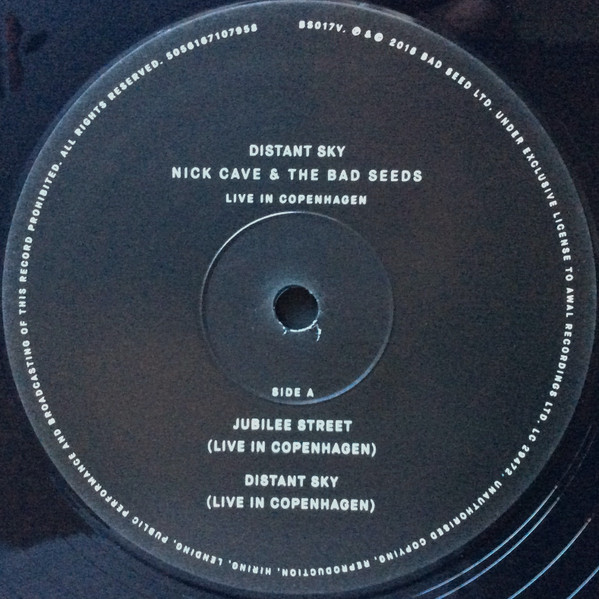 BS017V. ℗ & © 2018 BAD SEED LTD. UNDER EXCLUSIVE LICENSE TO AWAL RECORDINGS LTD. LC 29472. UNAUTHORISED COPYING, REPRODUCTION, HIRING, LENDING, PUBLIC PERFORMANCE AND BROADCASTING OF THIS RECORD PROHIBITED. ALL RIGHTS RESERVED. 5056167107958
DISTANT SKY
NICK CAVE & THE BAD SEEDS
LIVE IN COPENHAGEN
SIDE A
JUBILEE STREET
(LIVE IN COPENHAGEN)
DISTANT SKY
(LIVE IN COPENHAGEN)